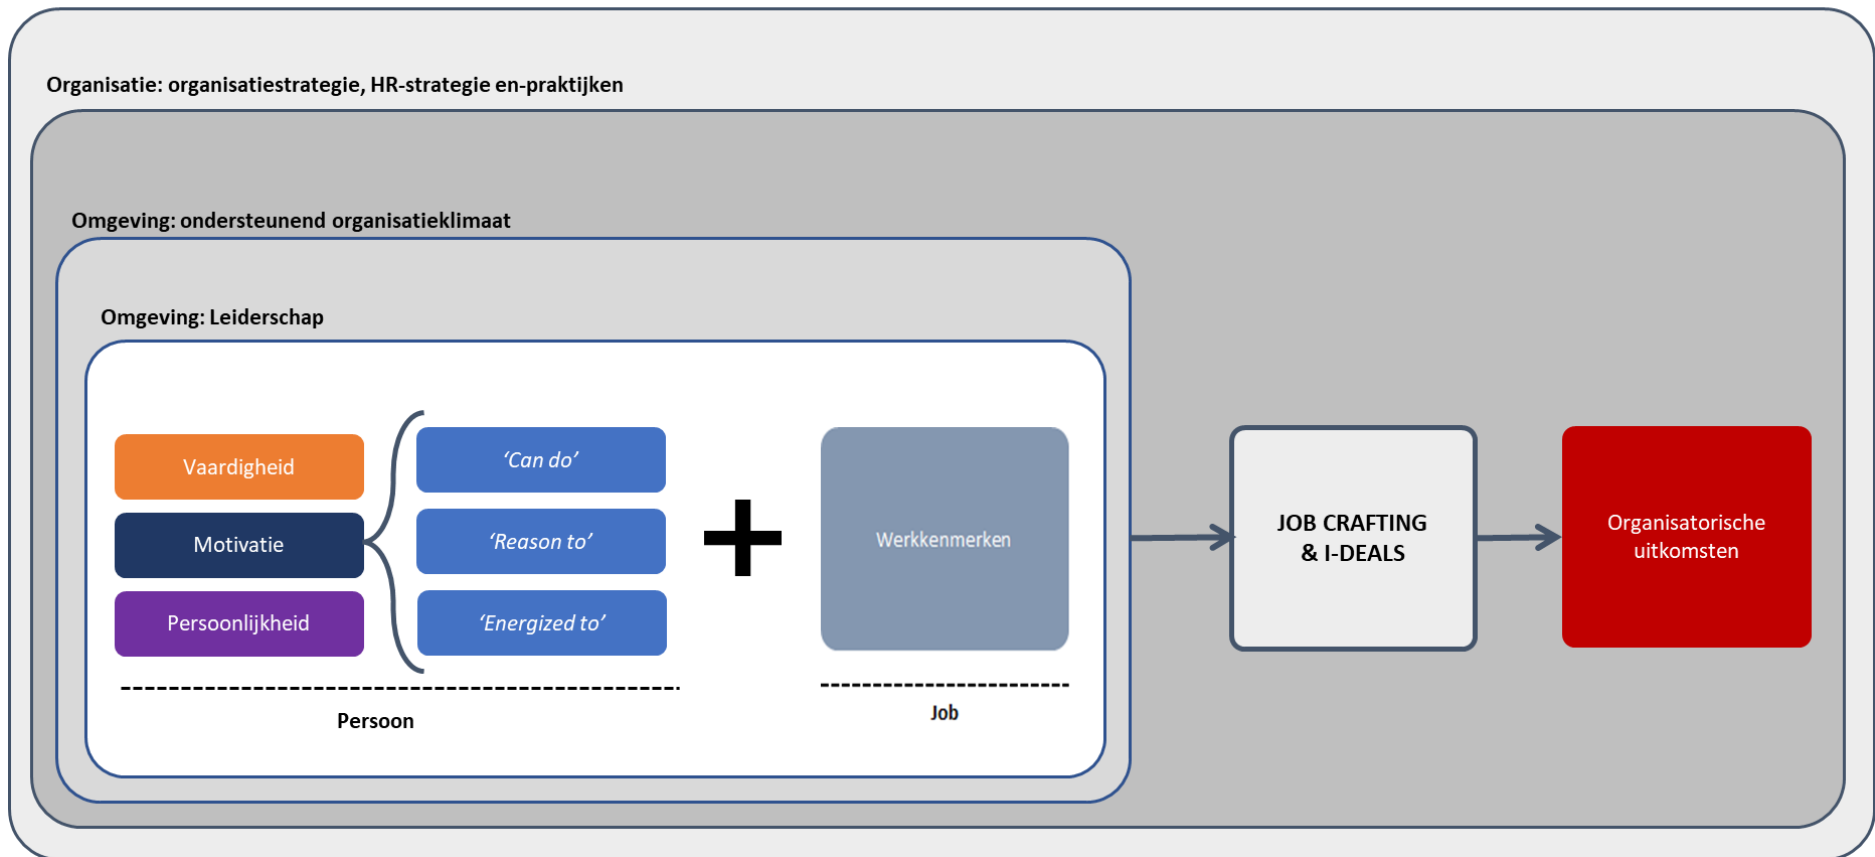 Organisatie: organisatiestrategie, HR-strategie en-praktijken
Omgeving: ondersteunend organisatieklimaat
Omgeving: Leiderschap
Vaardigheid
Motivatie
Persoonlijkheid
‘Can do’
‘Reason to’
‘Energized to’
Persoon
Werkkenmerken
Job
JOB CRAFTING
& I-DEALS
Organisatorische
uitkomsten